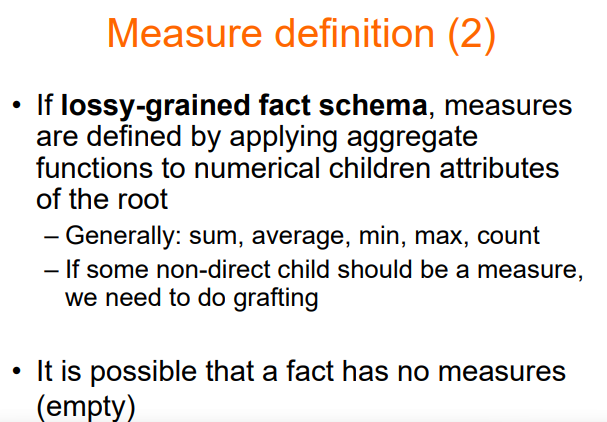 Measure definition (2)
• If lossy-grained fact schema, measures
are defined by applying aggregate
functions to numerical children attributes
of the root
– Generally: sum, average, min, max, count
– If some non-direct child should be a measure,
we need to do grafting
• It is possible that a fact has no measures
(empty)